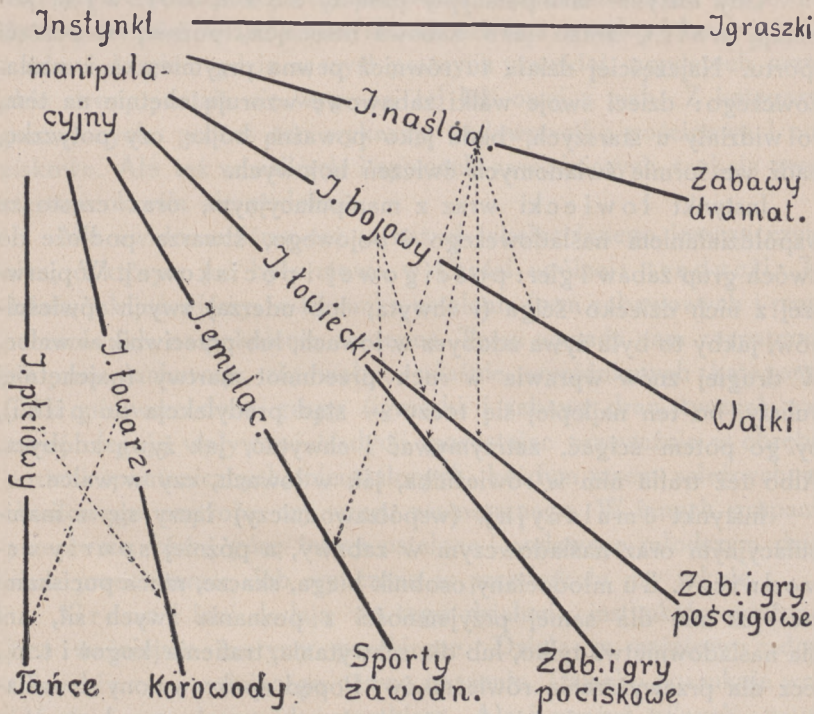 Instynkt
Igraszki
manipula-
cyjny
I. naślad.
Zabawy
dramat.
I bojowy
I łowiecki
I. emulac.
I towarz.
I płciowy
Walki
Zab. i gry
pościgowe
Sporty
zawodn.
Zab. i gry
pociskowe
Tańce
Korowody